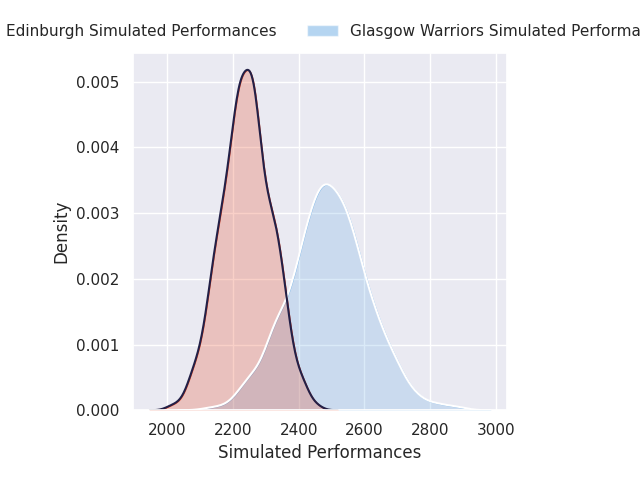 Edinburgh Simulated Performances
Glasgow Warriors Simulated Performa
0.005
0.004
0.003
0.002
0.001
0.000
Density
2000 2200 2400 2600 2800 3000
Simulated Performances